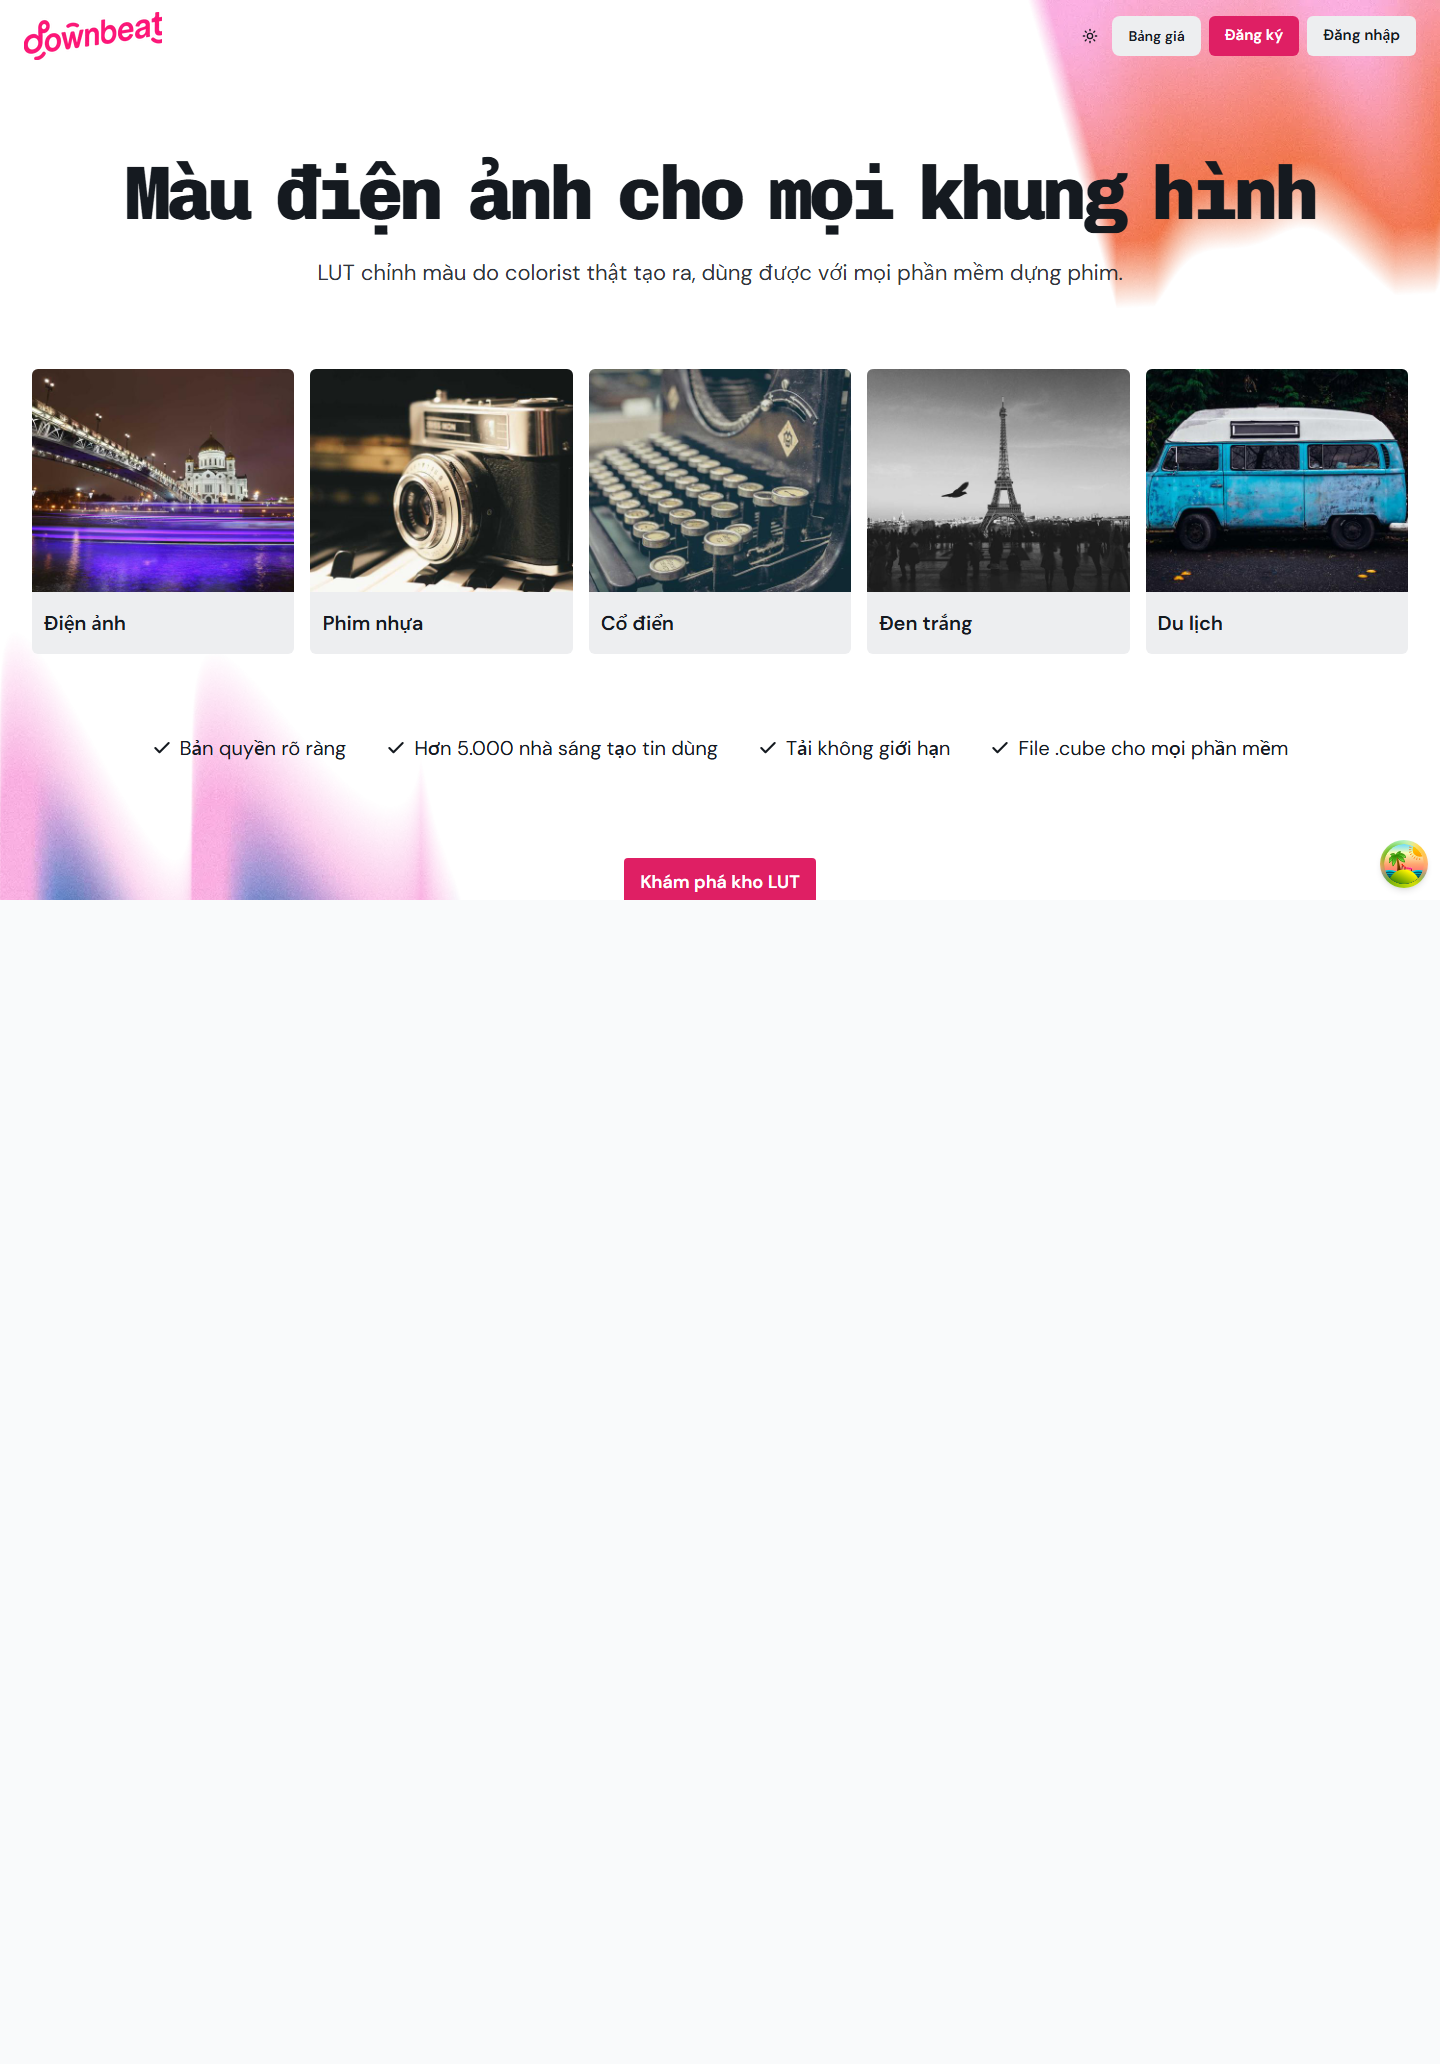 downbeat
Bảng giá
Đăng ký
Đăng nhập
Màu điện ảnh cho mọi khung hình
LUT chỉnh màu do colorist thật tạo ra, dùng được với mọi phần mềm dựng phim.
Điện ảnh
Phim nhựa
Cổ điển
Đen trắng
Du lịch
Bản quyền rõ ràng
Hơn 5.000 nhà sáng tạo tin dùng
Tải không giới hạn
File .cube cho mọi phần mềm
Khám phá kho LUT